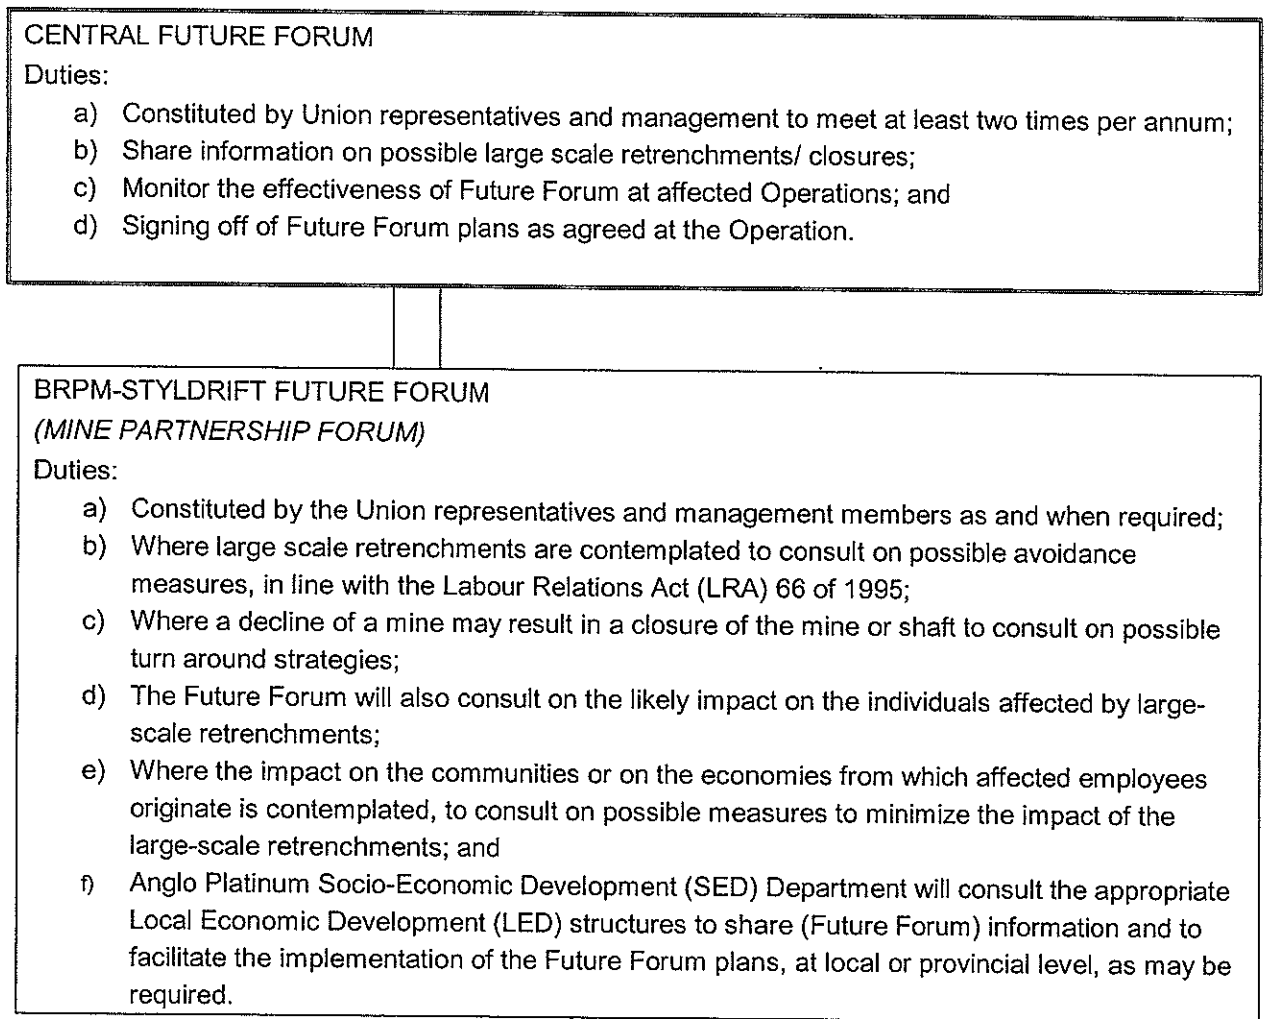 CENTRAL FUTURE FORUM
Duties:
a) Constituted by Union representatives and management to meet at least two times per annum;
b) Share information on possible large scale retrenchments/ closures;
c) Monitor the effectiveness of Future Forum at affected Operations; and
d) Signing off of Future Forum plans as agreed at the Operation.
BRPM-STYLDRIFT FUTURE FORUM
(MINE PARTNERSHIP FORUM)
Duties:
a) Constituted by the Union representatives and management members as and when required;
b) Where large scale retrenchments are contemplated to consult on possible avoidance
measures, in line with the Labour Relations Act (LRA) 66 of 1995;
c) Where a decline of a mine may result in a closure of the mine or shaft to consult on possible
turn around strategies;
d) The Future Forum will also consult on the likely impact on the individuals affected by large-
scale retrenchments;
e) Where the impact on the communities or on the economies from which affected employees
originate is contemplated, to consult on possible measures to minimize the impact of the
large-scale retrenchments; and
f) Anglo Platinum Socio-Economic Development (SED) Department will consult the appropriate
Local Economic Development (LED) structures to share (Future Forum) information and to
facilitate the implementation of the Future Forum plans, at local or provincial level, as may be
required.